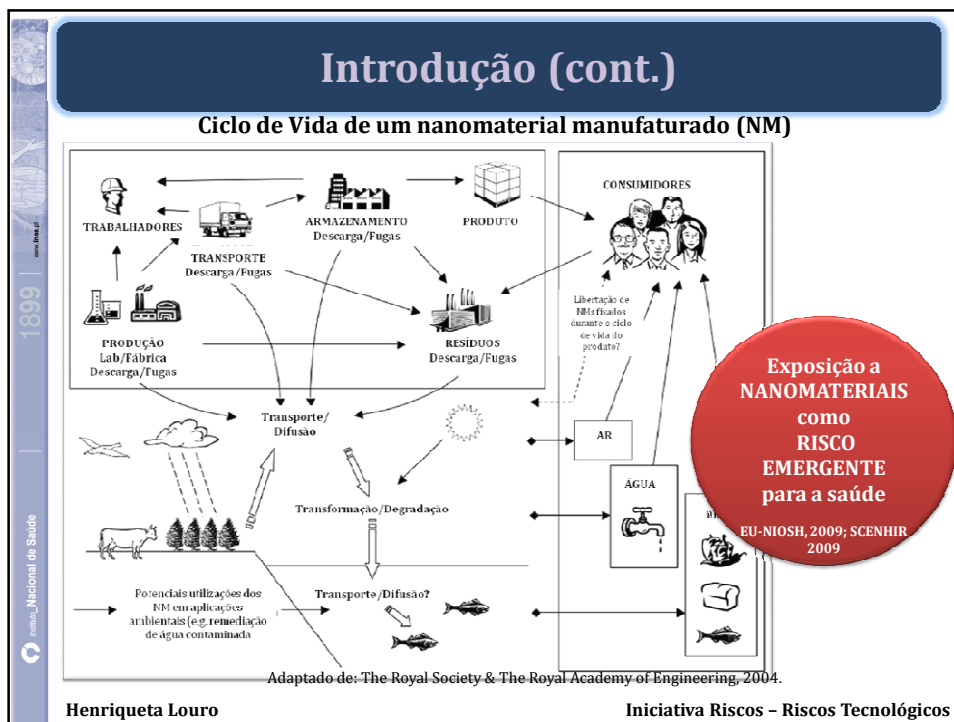 Introdução (cont.)
Ciclo de Vida de um nanomaterial manufaturado (NM)
TRABALHADORES
TRANSPORTE
Descarga/Fugas
ARMAZENAMENTO
Descarga/Fugas
PRODUTO
CONSUMIDORES
PRODUÇÃO
Lab/Fábrica
Descarga/Fugas
RESÍDUOS
Descarga/Fugas
Libertação de
NMs fixados
durante o ciclo
de vida do
produto?
Transporte/
Difusão
AR
ÁGUA
Transformação/Degradação
Potenciais utilizações dos
NM em aplicações
ambientais (e.g. remediação
de água contaminada
Transporte/Difusão?
Exposição a
NANOMATERIAIS
como
RISCO
EMERGENTE
para a saúde
EU-NIOSH, 2009; SCENHIR
2009
Adaptado de: The Royal Society & The Royal Academy of Engineering, 2004.
Henriqueta Louro
Iniciativa Riscos – Riscos Tecnológicos
1899
Instituto_Nacional de Saúde